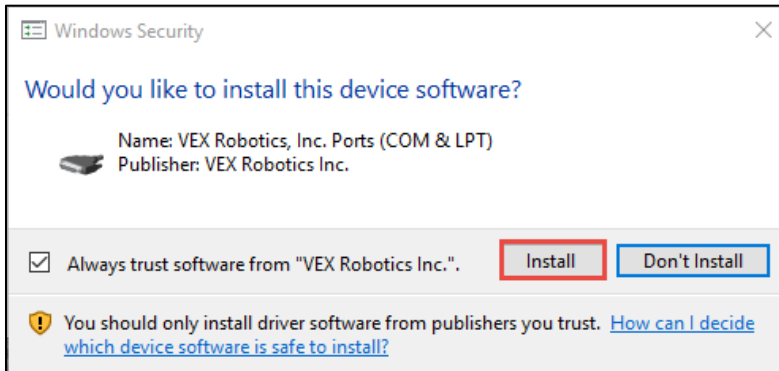 Windows Security
Would you like to install this device software?
Name: VEX Robotics, Inc. Ports (COM & LPT)
Publisher: VEX Robotics Inc.
Always trust software from "VEX Robotics Inc.".
Install
Don't Install
You should only install driver software from publishers you trust. How can I decide
which device software is safe to install?